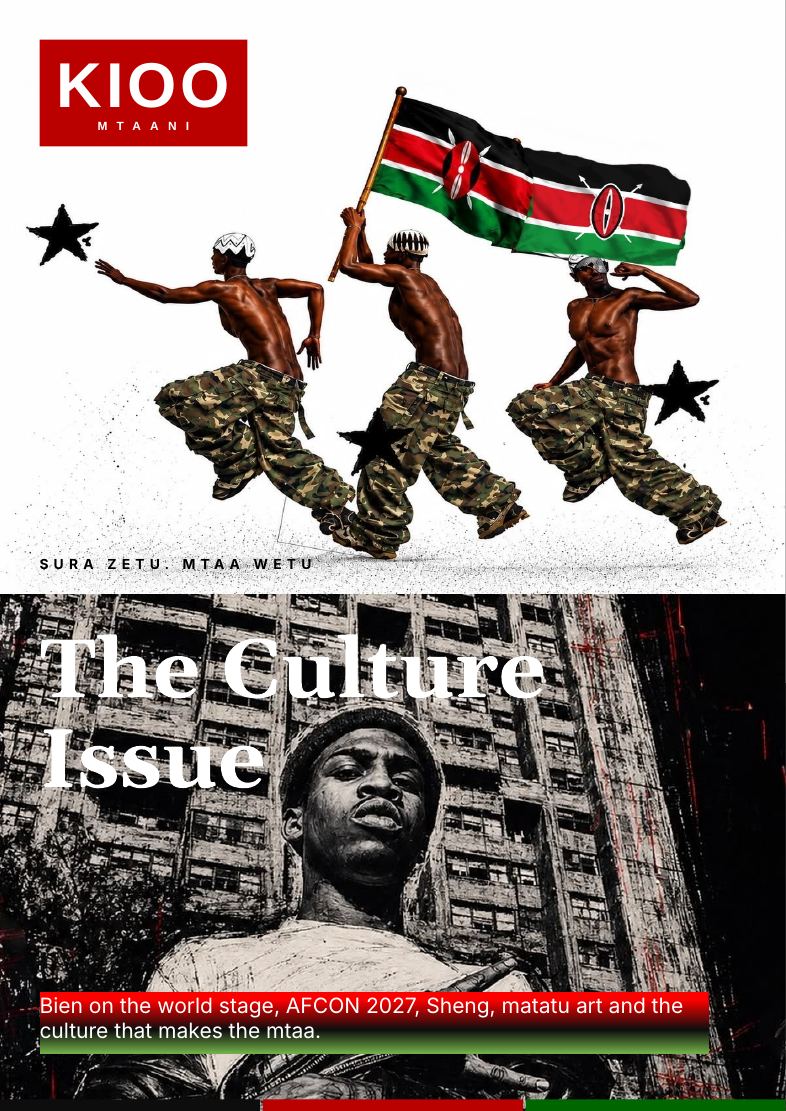 KIOO
MTAANI
SURA ZETU. MTAA WETU
The Culture
Issue
Bien on the world stage, AFCON 2027, Sheng, matatu art and the
culture that makes the mtaa.